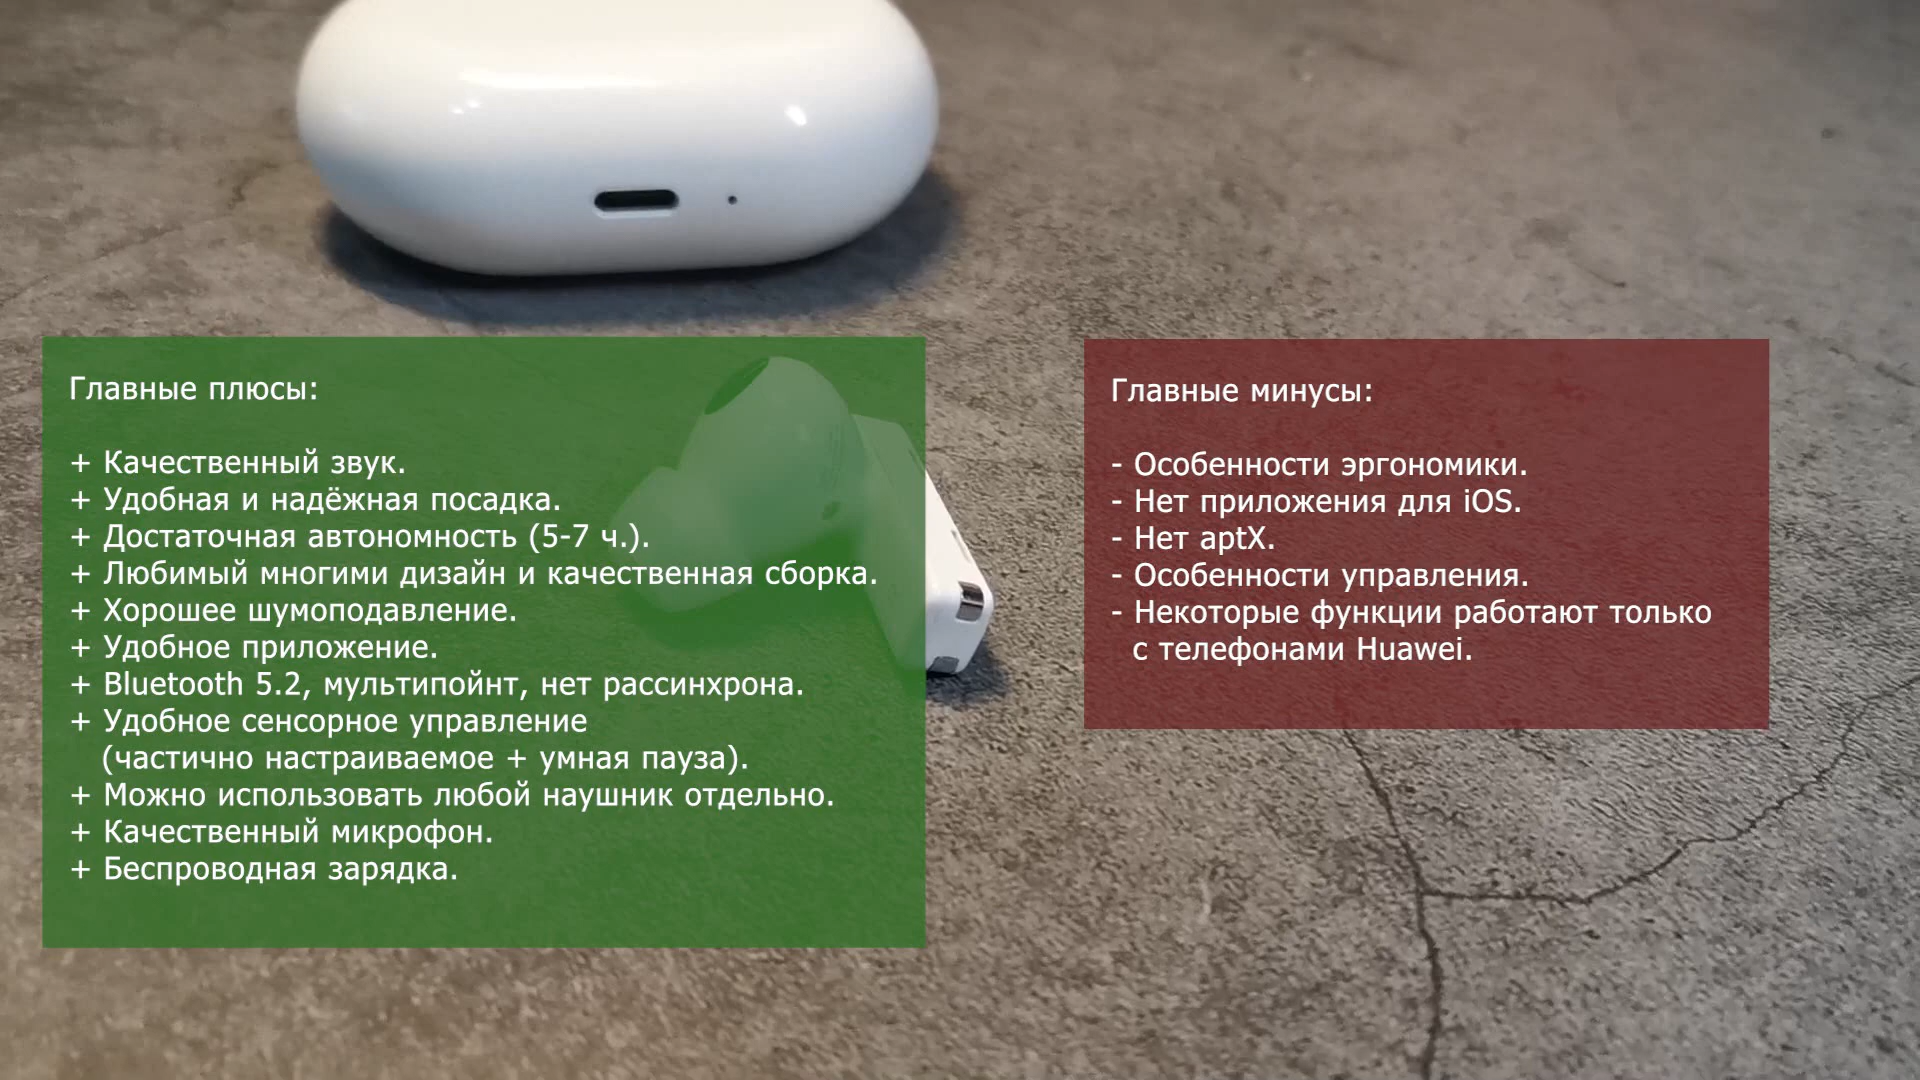 Главные плюсы:
+ Качественный звук.
+ Удобная и надёжная посадка.
+ Достаточная автономность (5-7 ч.).
+ Любимый многими дизайн и качественная сборка.
+ Хорошее шумоподавление.
+ Удобное приложение.
+ Bluetooth 5.2, мультипойнт, нет рассинхрона.
+ Удобное сенсорное управление
(частично настраиваемое + умная пауза).
+ Можно использовать любой наушник отдельно.
+ Качественный микрофон.
+ Беспроводная зарядка.
Главные минусы:
- Особенности эргономики.
- Нет приложения для iOS.
- Нет aptX.
- Особенности управления.
- Некоторые функции работают только
с телефонами Huawei.